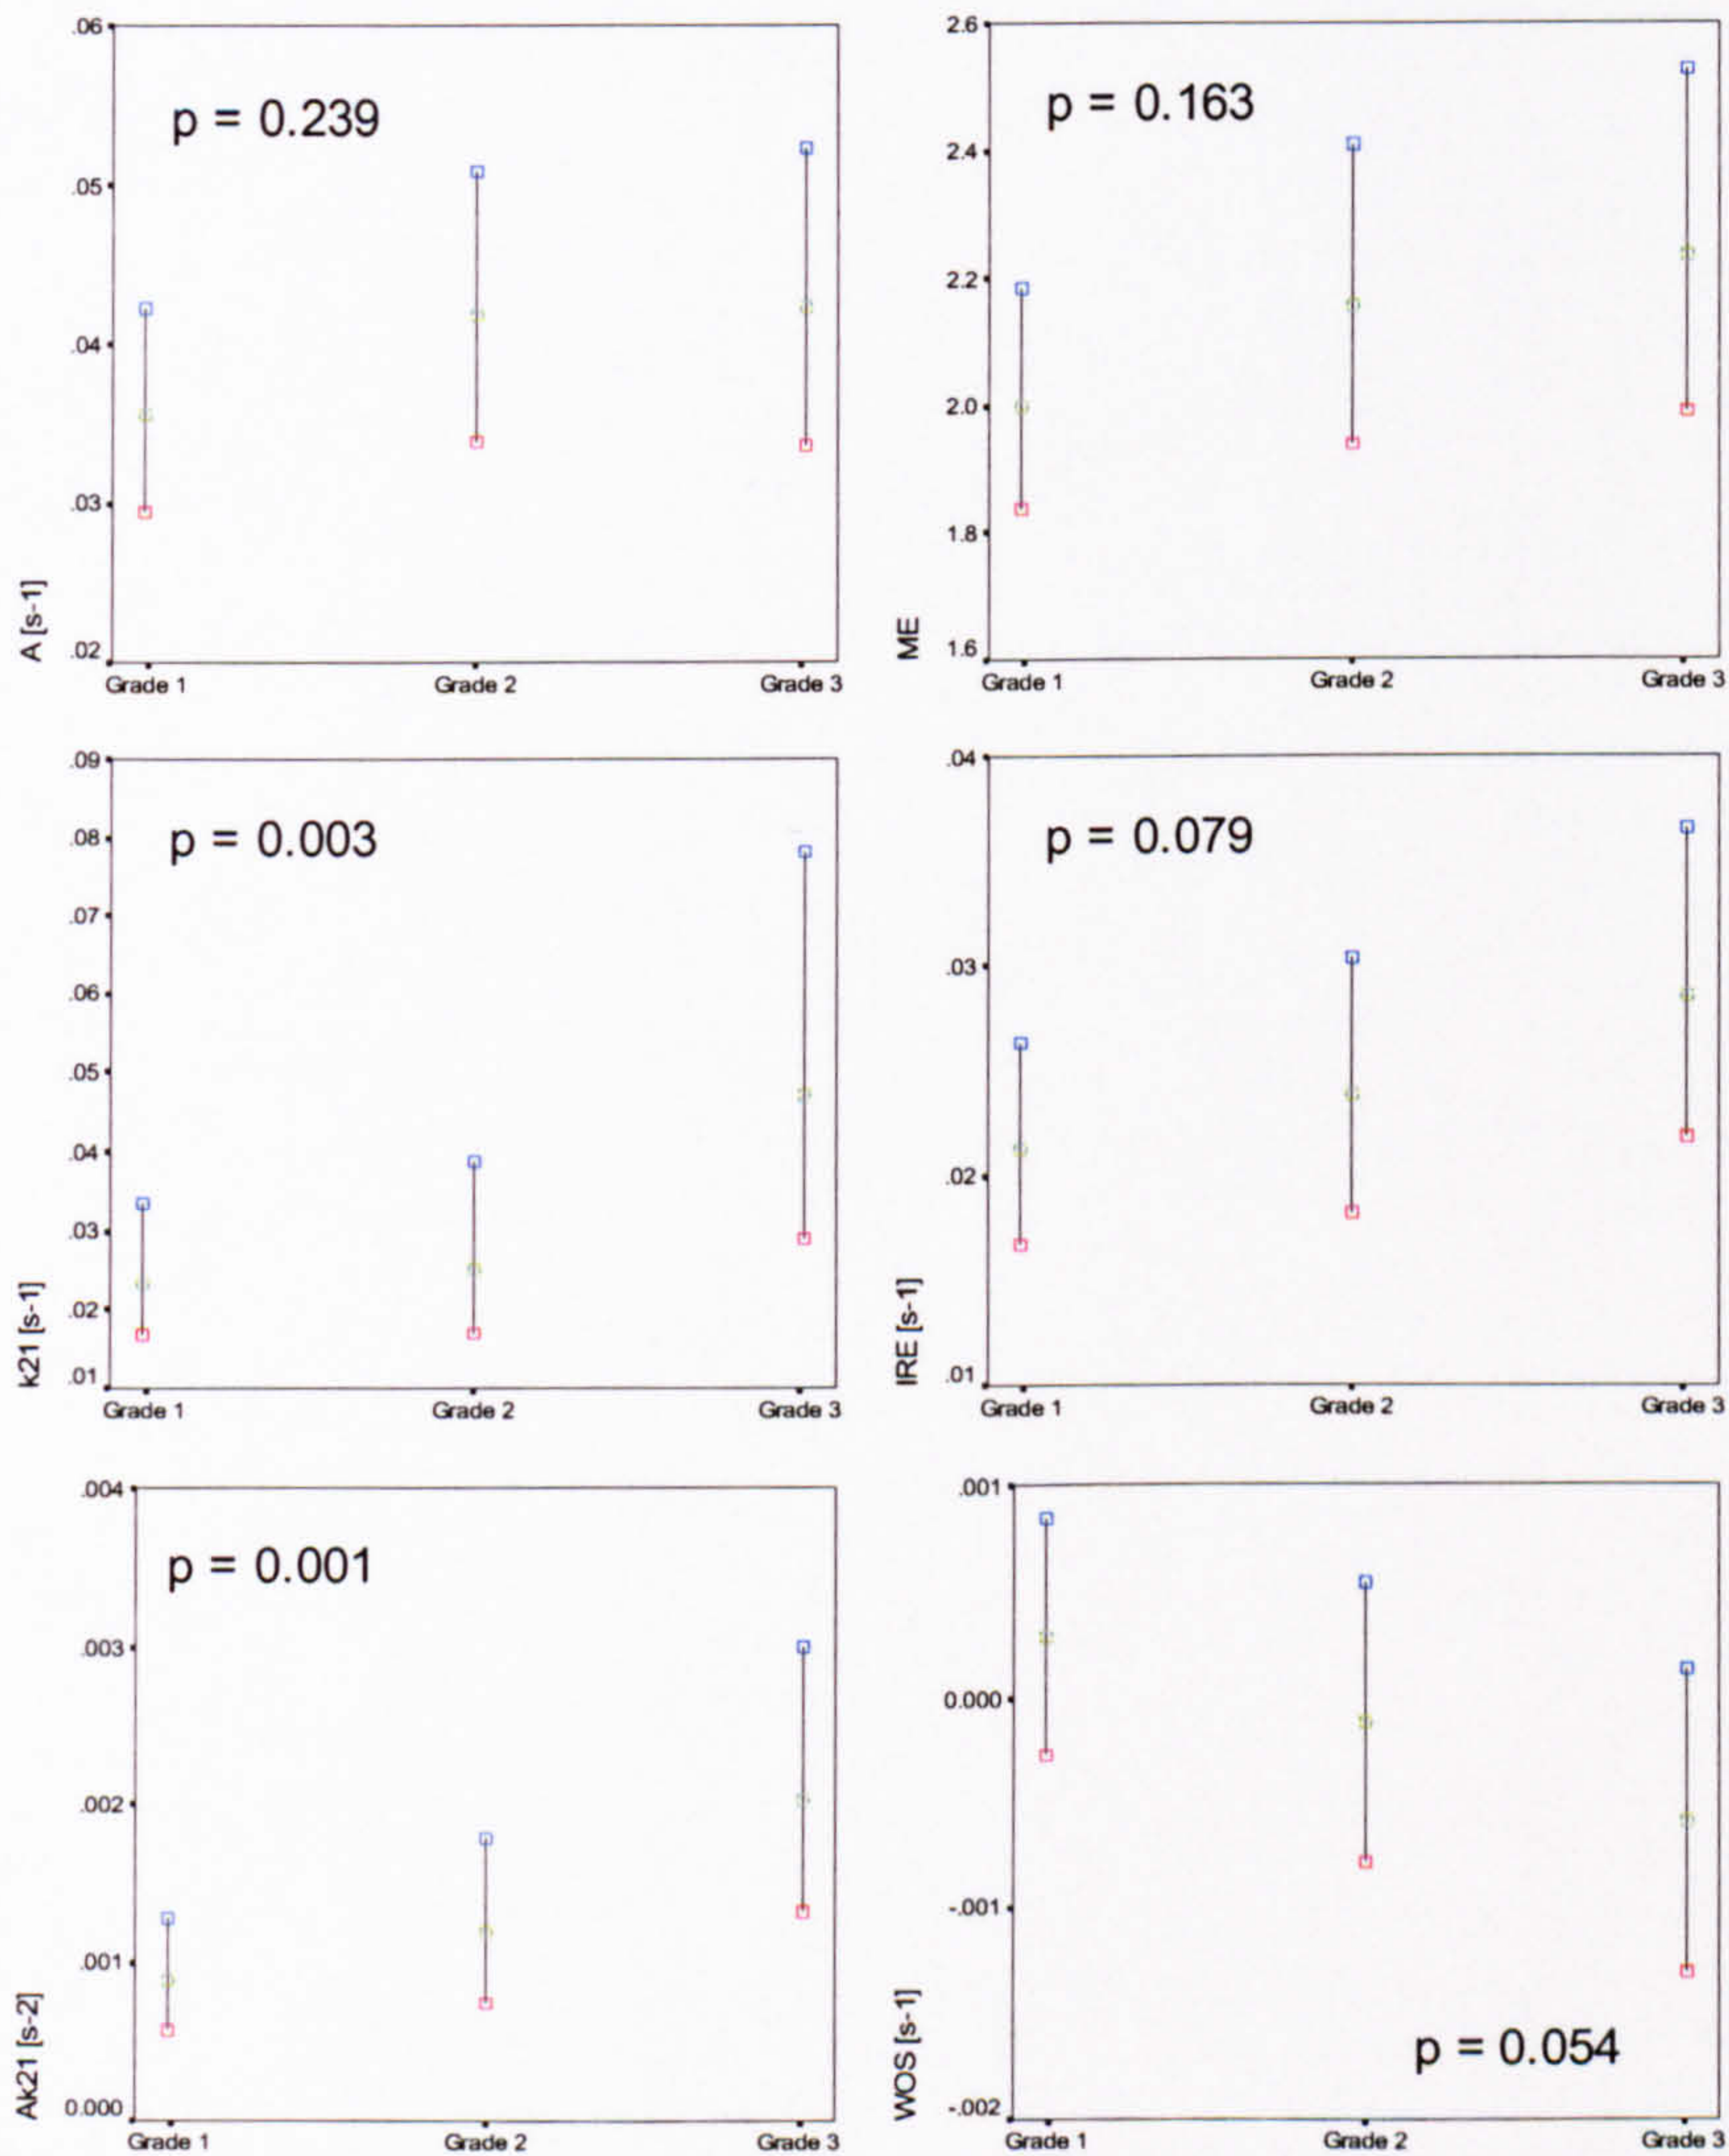 .06
p = 0.239
.05
.04
.03
.02
A [s-1]
Grade 1 Grade 2 Grade 3
2.6
p = 0.163
2.4
2.2
2.0
1.8
1.6
ME
Grade 1 Grade 2 Grade 3
.09
p = 0.003
.08
.07
.06
.05
.04
.03
.02
.01
k21 [s-1]
Grade 1 Grade 2 Grade 3
.04
p = 0.079
.03
.02
.01
IRE [s-1]
Grade 1 Grade 2 Grade 3
.004
p = 0.001
.003
.002
.001
0.000
Ak21 [s-2]
Grade 1 Grade 2 Grade 3
.001
0.000
-.001
p = 0.054
-.002
WOS [s-1]
Grade 1 Grade 2 Grade 3